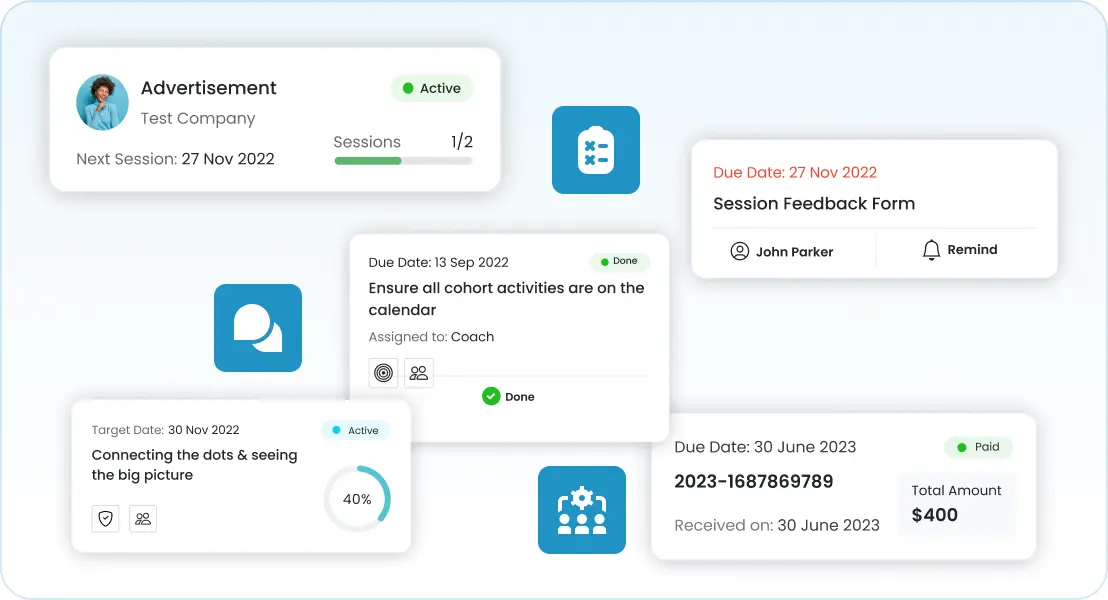 Advertisement
Active
Test Company
Sessions 1/2
Next Session: 27 Nov 2022
Due Date: 27 Nov 2022
Session Feedback Form
John Parker
Remind
Due Date: 13 Sep 2022
Done
Ensure all cohort activities are on the
calendar
Assigned to: Coach
Done
Target Date: 30 Nov 2022
Active
Connecting the dots & seeing
the big picture
40%
Due Date: 30 June 2023
Paid
2023-1687869789
Total Amount
$400
Received on: 30 June 2023